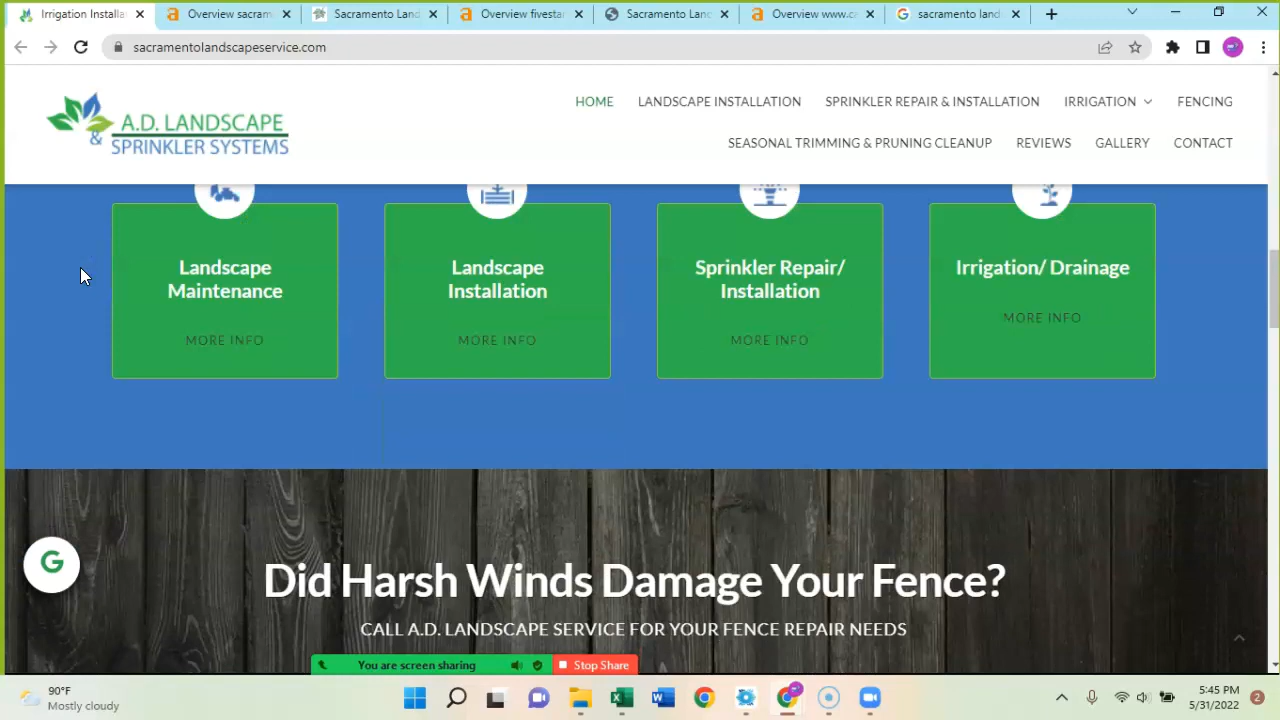 Irrigation Installa
Overview sacram
Sacramento Land
Overview fivestan
Sacramento Land
Overview www.ca
sacramento land
sacramentolandscapeservice.com
A.D. LANDSCAPE
& SPRINKLER SYSTEMS
HOME LANDSCAPE INSTALLATION SPRINKLER REPAIR & INSTALLATION IRRIGATION FENCING
SEASONAL TRIMMING & PRUNING CLEANUP REVIEWS GALLERY CONTACT
Landscape
Maintenance
MORE INFO
Landscape
Installation
MORE INFO
Sprinkler Repair/
Installation
MORE INFO
Irrigation/ Drainage
MORE INFO
G
Did Harsh Winds Damage Your Fence?
CALL A.D. LANDSCAPE SERVICE FOR YOUR FENCE REPAIR NEEDS
You are screen sharing Stop Share
90°F
Mostly cloudy
5:45 PM
5/31/2022
2